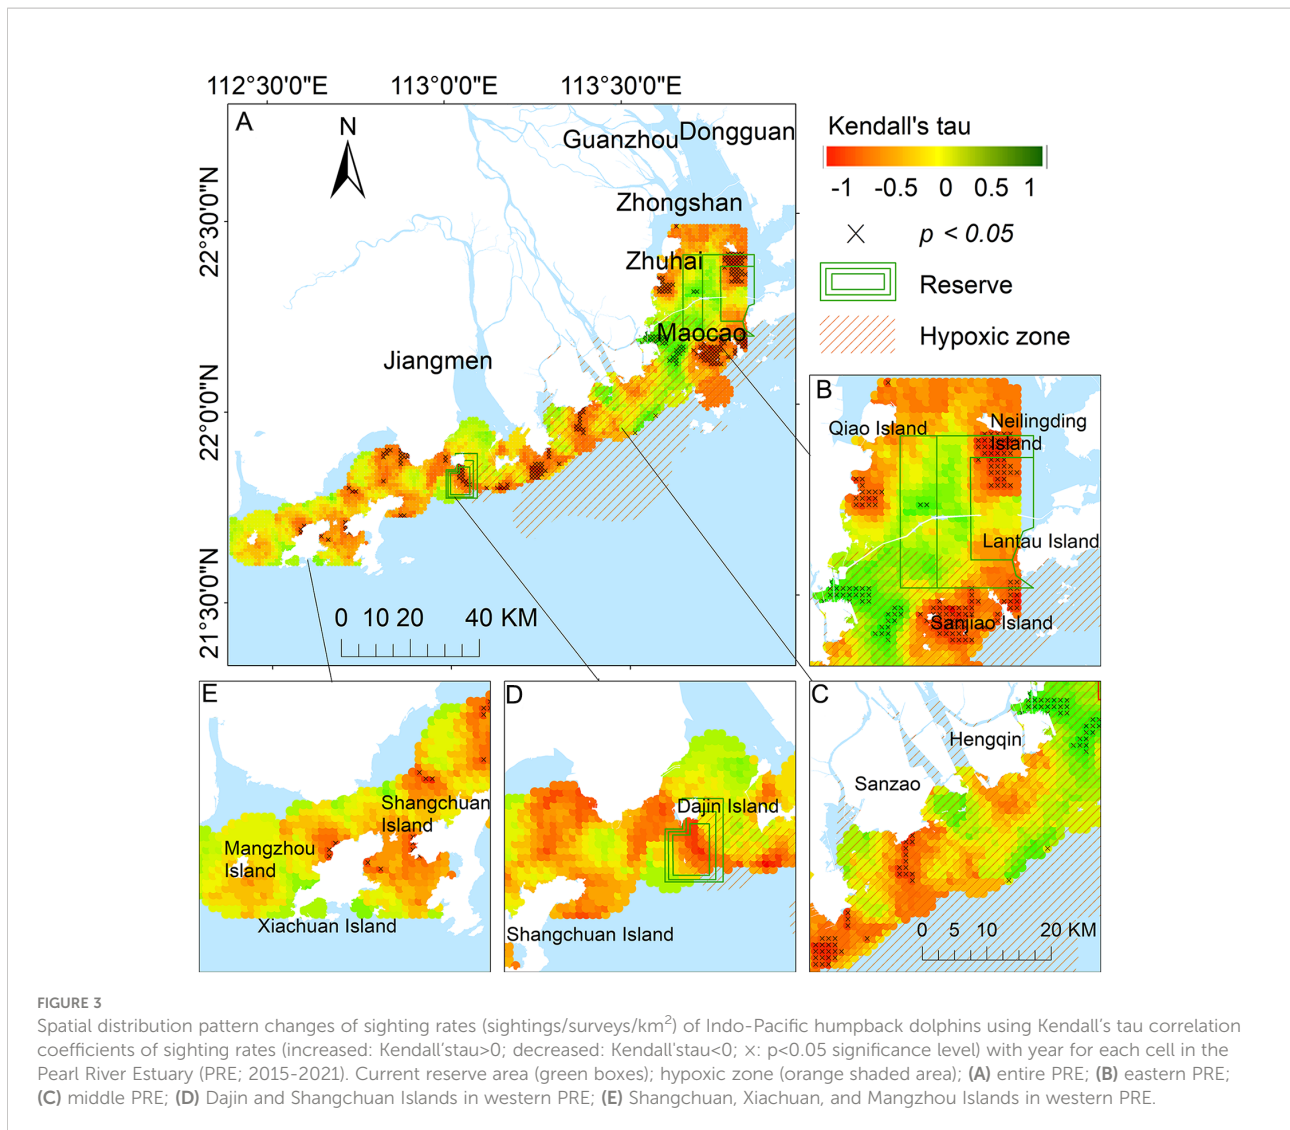 112°30'0"E 113°0'0"E 113°30'0"E
A
N
Guanzhou
Dongguan
Zhongshan
Zhuhai
Maocao
Jiangmen
22°30'0"N
22°0'0"N
21°30'0"N
0 10 20 40 KM
Kendall's tau
-1 -0.5 0 0.5 1
p < 0.05
Reserve
Hypoxic zone
B
Qiao Island
Neilingding
Island
Lantau Island
Sanjiao Island
E
Shangchuan
Island
Mangzhou
Island
Xiachuan Island
D
Dajin Island
Shangchuan Island
C
Hengqin
Sanzao
0 5 10 20 KM
FIGURE 3
Spatial distribution pattern changes of sighting rates (sightings/surveys/km²) of Indo-Pacific humpback dolphins using Kendall's tau correlation
coefficients of sighting rates (increased: Kendall'stau>0; decreased: Kendall'stau<0; ×: p<0.05 significance level) with year for each cell in the
Pearl River Estuary (PRE; 2015-2021). Current reserve area (green boxes); hypoxic zone (orange shaded area); (A) entire PRE; (B) eastern PRE;
(C) middle PRE; (D) Dajin and Shangchuan Islands in western PRE; (E) Shangchuan, Xiachuan, and Mangzhou Islands in western PRE.